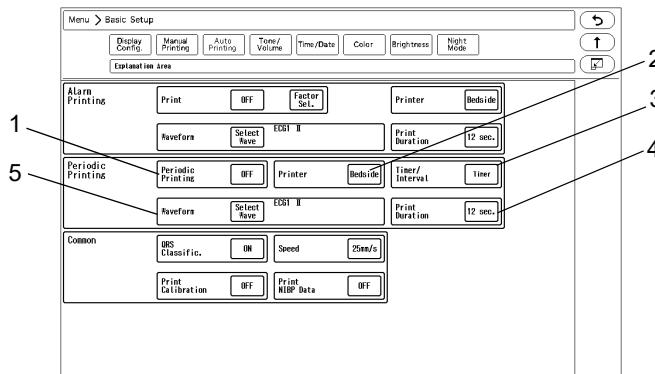 Menu > Basic Setup
Display Config. Manual Printing Auto Printing Tone/ Volume Time/Date Color Brightness Night Mode
Explanation Area
Alarm Printing
Print OFF Factor Sel. Printer Bedside
Waveform Select Wave ECG1 II Print Duration 12 sec.
Periodic Printing
Periodic Printing OFF Printer Bedside Timer/ Interval Timer
Waveform Select Wave ECG1 II Print Duration 12 sec.
Common
QRS Classific. ON Speed 25mm/s
Print Calibration OFF Print NIBP Data OFF
1
5
2
3
4